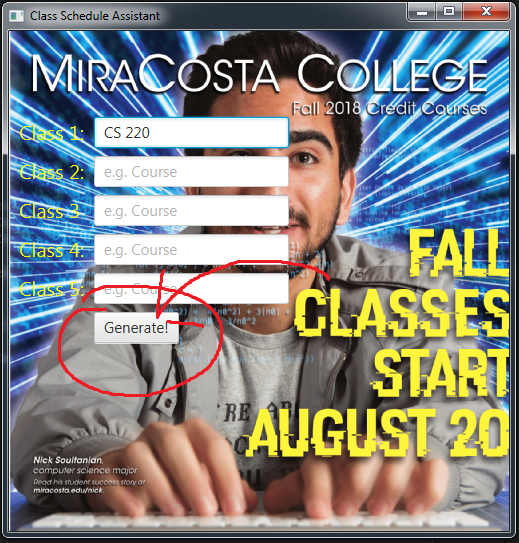 Class Schedule Assistant
MIRACOSTA COLLEGE
Fall 2018 Credit Courses
Class 1: CS 220
Class 2: e.g. Course
Class 3: e.g. Course
Class 4: e.g. Course
Class 5: e.g. Course
Generate!
FALL
CLASSES
START
AUGUST 20
Nick Soultanian,
computer science major
Read his student success story at
miracosta.edu/nick.